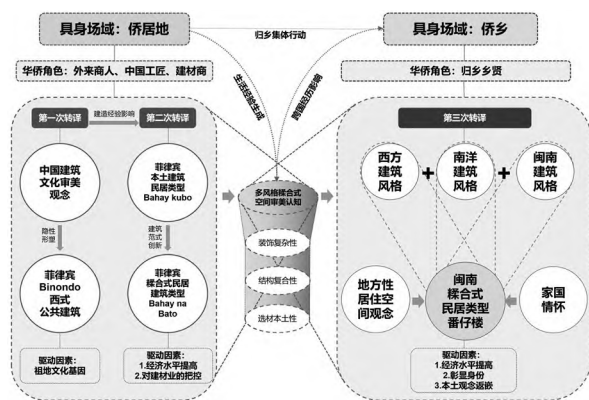 具身场域：侨居地
归乡集体行动
具身场域：侨乡
华侨角色：外来商人、中国工匠、建材商
生活经验生成
跨国经历影响
华侨角色：归乡乡贤
第一次转译
建造经验影响
第二次转译
第三次转译
中国建筑
文化审美
观念
菲律宾
本土建筑
民居类型
Bahay kubo
隐性
形塑
建筑
范式
创新
菲律宾
Binondo
西式
公共建筑
菲律宾
糅合式民居
建筑类型
Bahay na
Bato
驱动因素：
祖地文化基因
驱动因素：
1.经济水平提高
2.对建材业的把控
多风格糅合式
空间审美认知
装饰复杂性
结构复合性
选材本土性
西方
建筑
风格
+
南洋
建筑
风格
+
闽南
建筑
风格
地方性
居住空
间观念
闽南
糅合式
民居类型
番仔楼
家国
情怀
驱动因素：
1.经济水平提高
2.彰显身份
3.本土观念返嵌